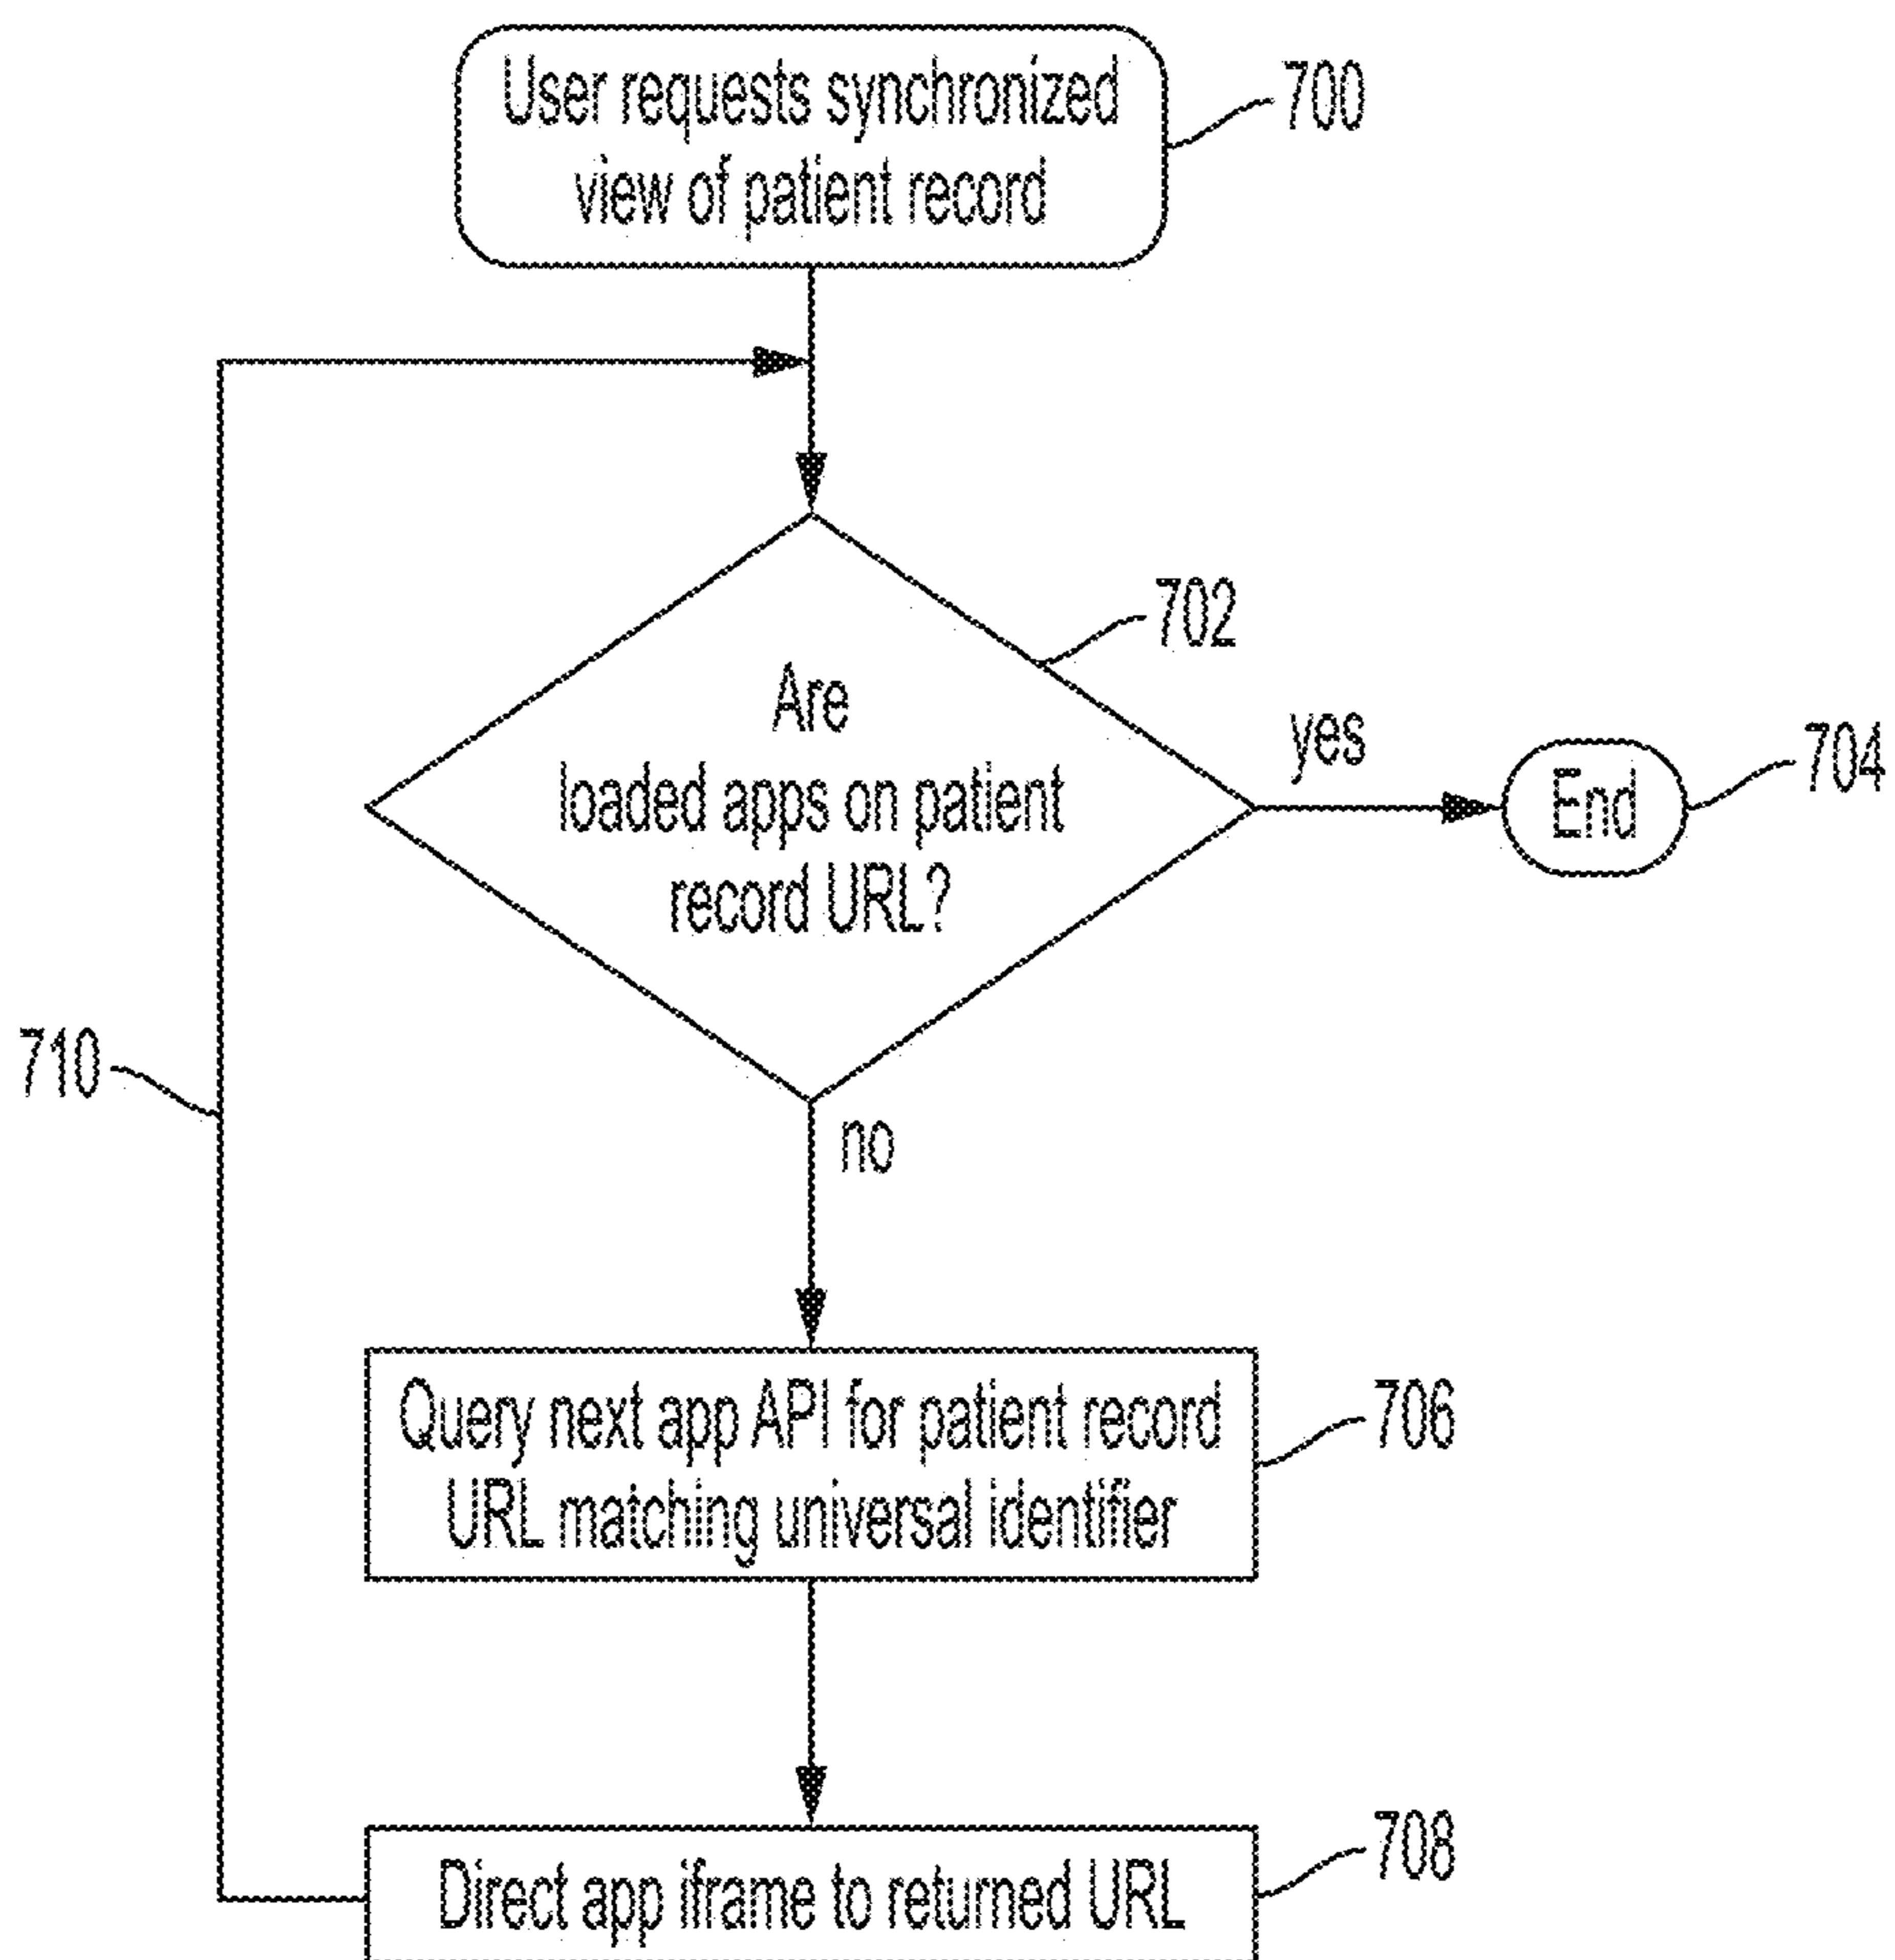 User requests synchronized
view of patient record
700
702
Are
loaded apps on patient
record URL?
yes
End
704
710
no
Query next app API for patient record
URL matching universal identifier
706
708
Direct app iframe to returned URL